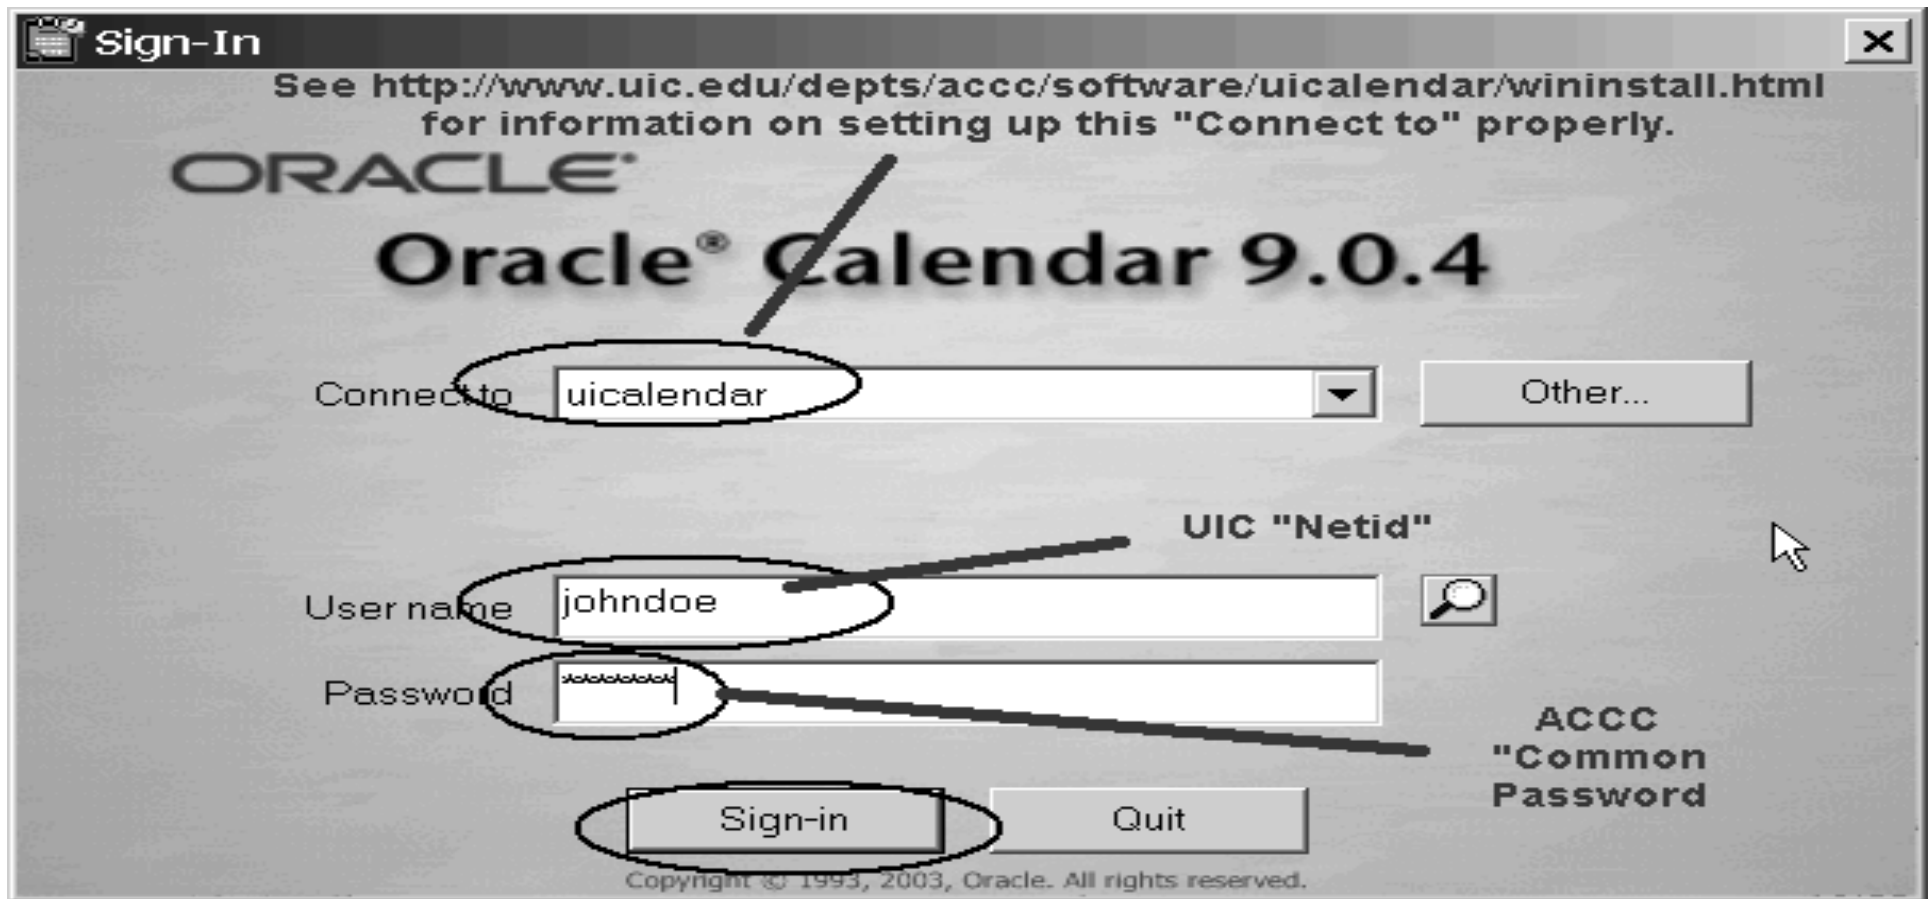 Sign-In
See http://www.uic.edu/depts/accc/software/uicalendar/wininstall.html
for information on setting up this "Connect to" properly.
ORACLE
Oracle® Calendar 9.0.4
Connect to uicalendar Other...
UIC "Netid"
User name johndoe
Password ********
ACCC
"Common
Password
Sign-in Quit
Copyright © 1993, 2003, Oracle. All rights reserved.